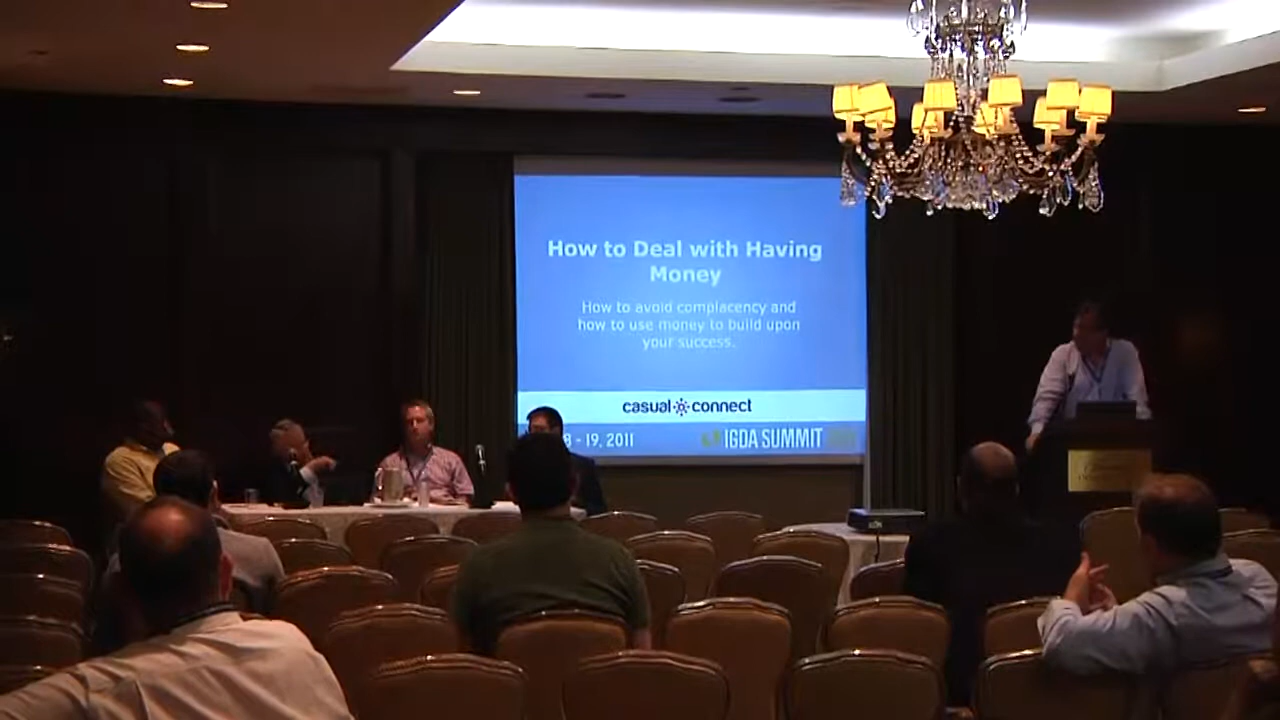 How to Deal with Having
Money
How to avoid complacency and
how to use money to build upon
your success.
casual connect
8 - 19, 2011
IGDA SUMMIT